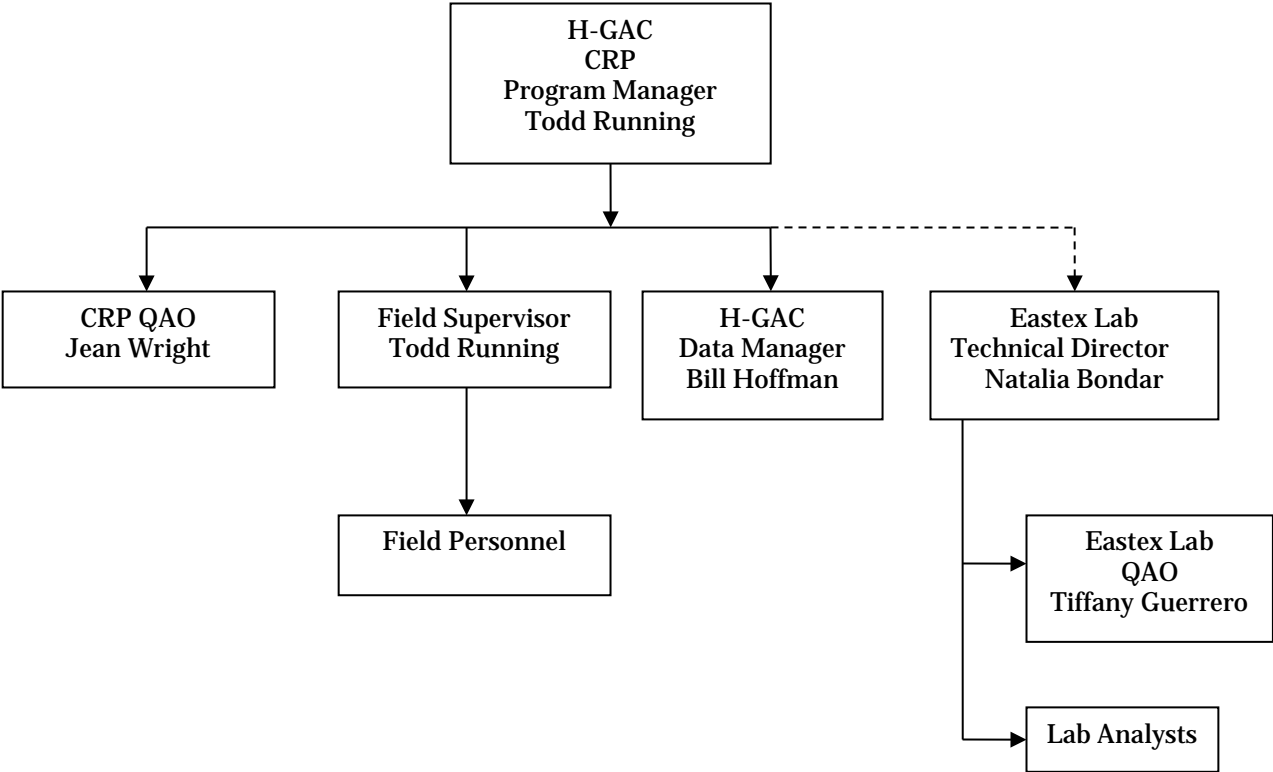 H-GAC
CRP
Program Manager
Todd Running
CRP QAO
Jean Wright
Field Supervisor
Todd Running
H-GAC
Data Manager
Bill Hoffman
Eastex Lab
Technical Director
Natalia Bondar
Field Personnel
Eastex Lab
QAO
Tiffany Guerrero
Lab Analysts